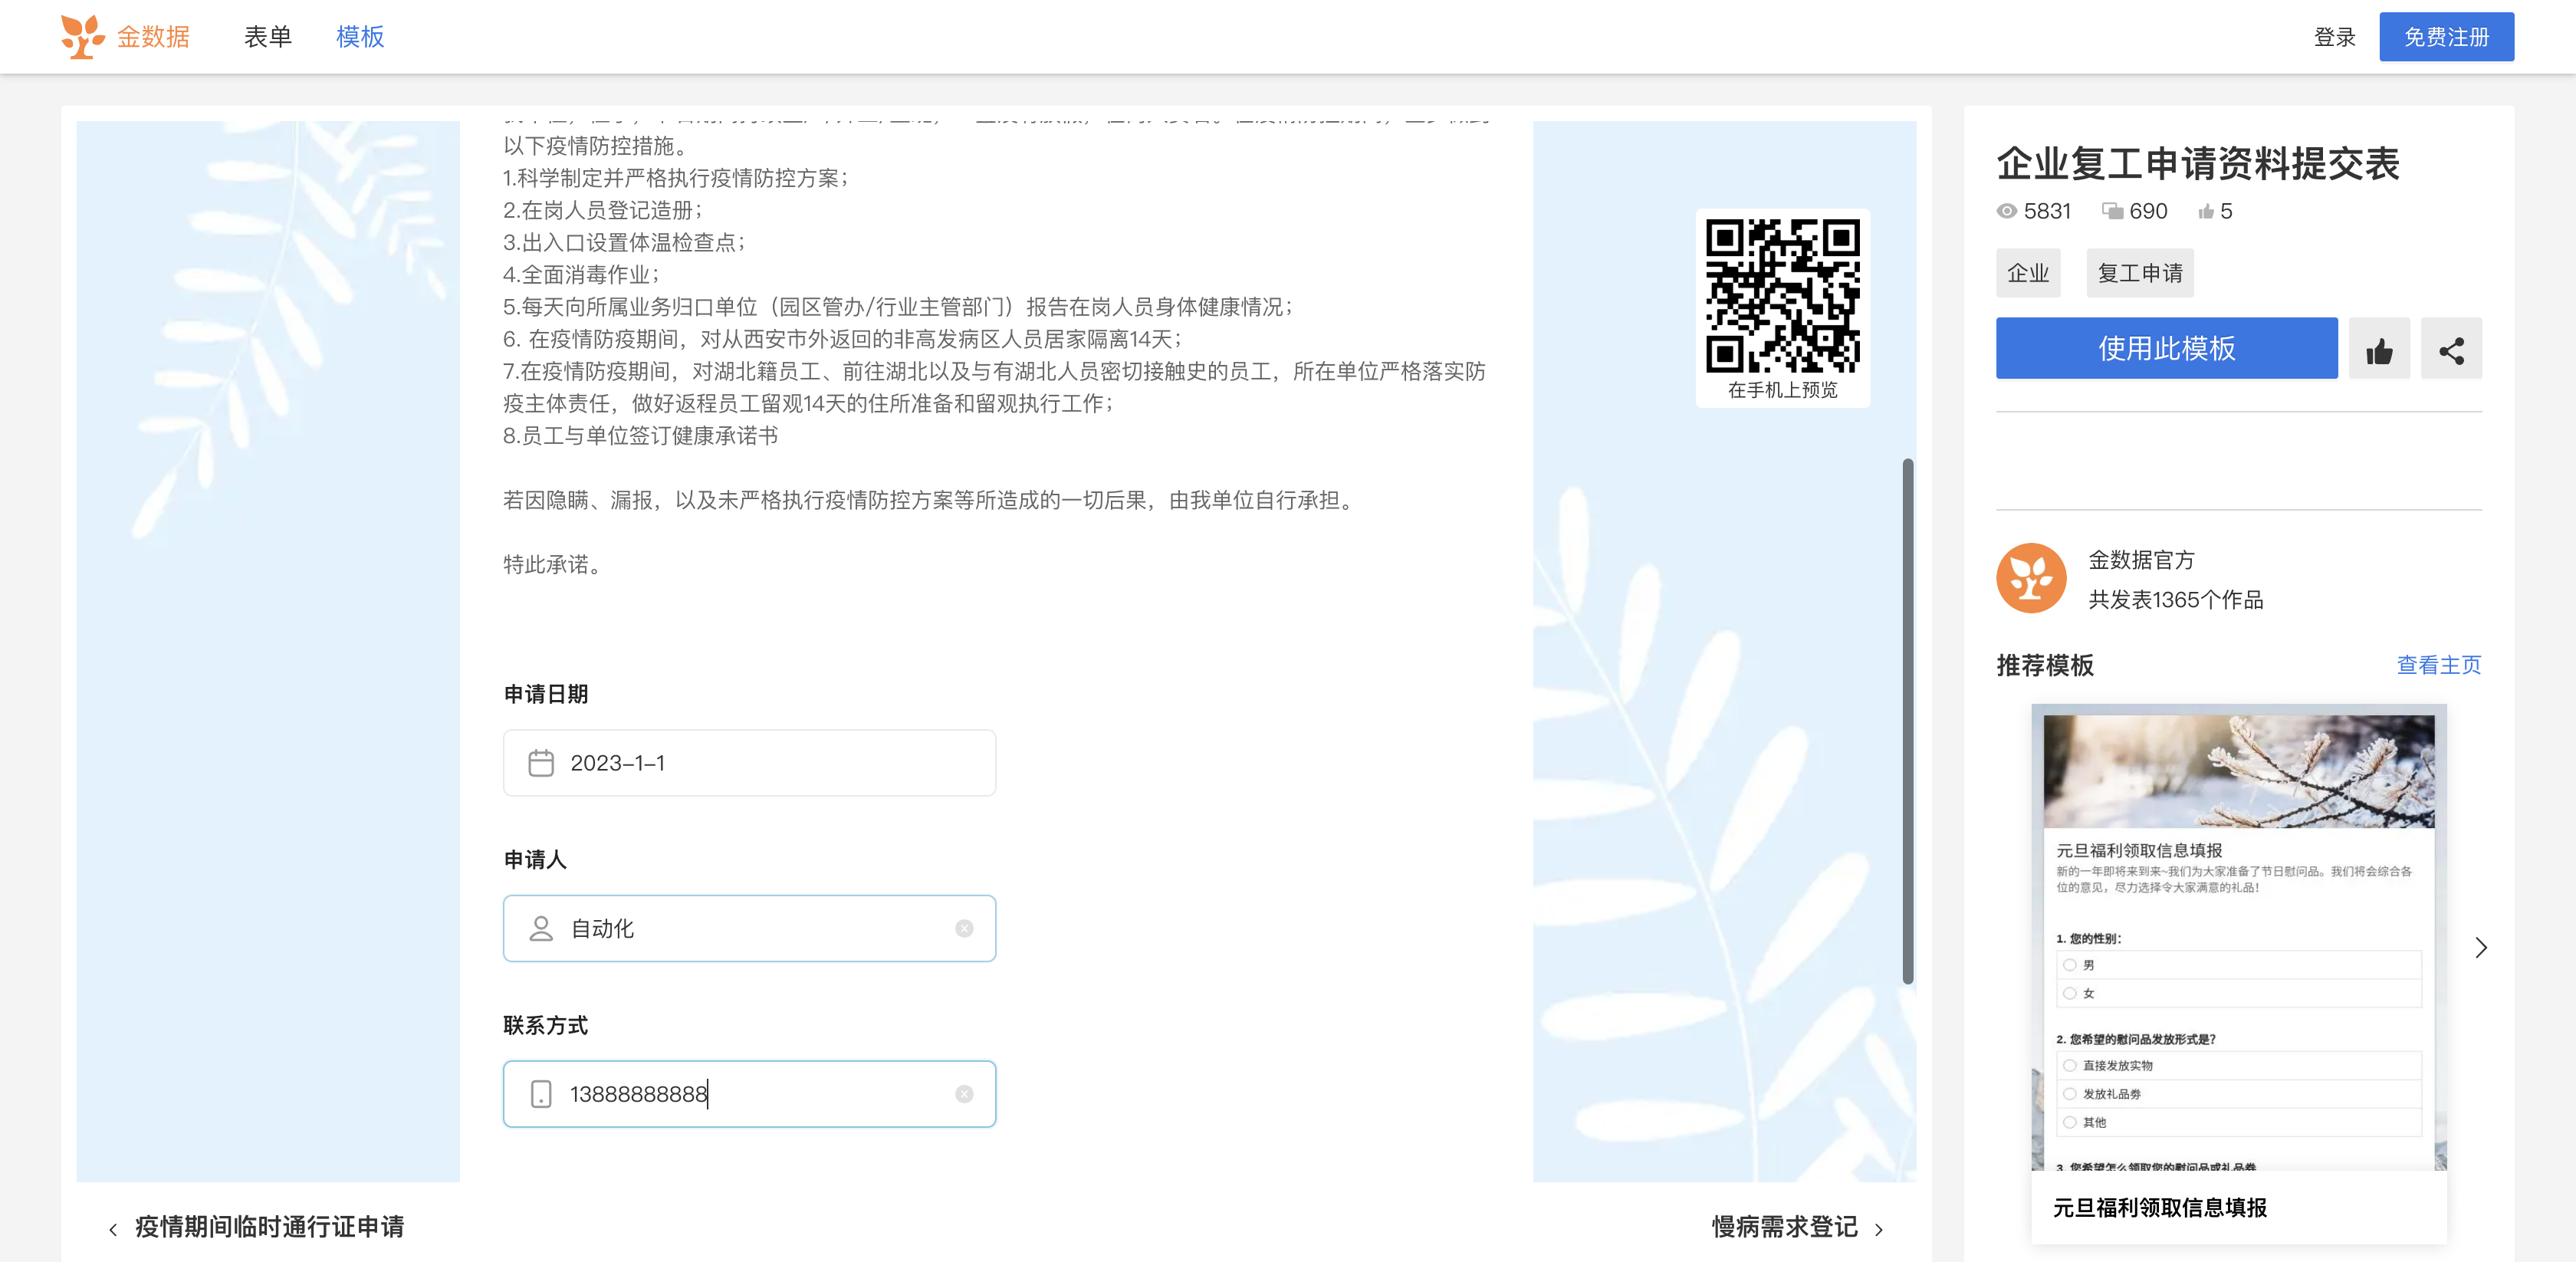 金数据
表单
模板
登录
免费注册
以下疫情防控措施。
1.科学制定并严格执行疫情防控方案；
2.在岗人员登记造册；
3.出入口设置体温检查点；
4.全面消毒作业；
5.每天向所属业务归口单位（园区管办/行业主管部门）报告在岗人员身体健康情况；
6. 在疫情防疫期间，对从西安市外返回的非高发病区人员居家隔离14天；
7.在疫情防疫期间，对湖北籍员工、前往湖北以及与有湖北人员密切接触史的员工，所在单位严格落实防
疫主体责任，做好返程员工留观14天的住所准备和留观执行工作；
8.员工与单位签订健康承诺书
若因隐瞒、漏报，以及未严格执行疫情防控方案等所造成的一切后果，由我单位自行承担。
特此承诺。
申请日期
2023-1-1
申请人
自动化
联系方式
13888888888
在手机上预览
疫情期间临时通行证申请
慢病需求登记
企业复工申请资料提交表
5831
690
5
企业
复工申请
使用此模板
金数据官方
共发表1365个作品
推荐模板
查看主页
元旦福利领取信息填报
新的一年即将来到来~我们为大家准备了节日慰问品。我们将会综合各
位的意见，尽力选择令大家满意的礼品！
1. 您的性别：
男
女
2. 您希望的慰问品发放形式是?
直接发放实物
发放礼品券
其他
3. 您希望怎么领取您的慰问品或礼品券
元旦福利领取信息填报